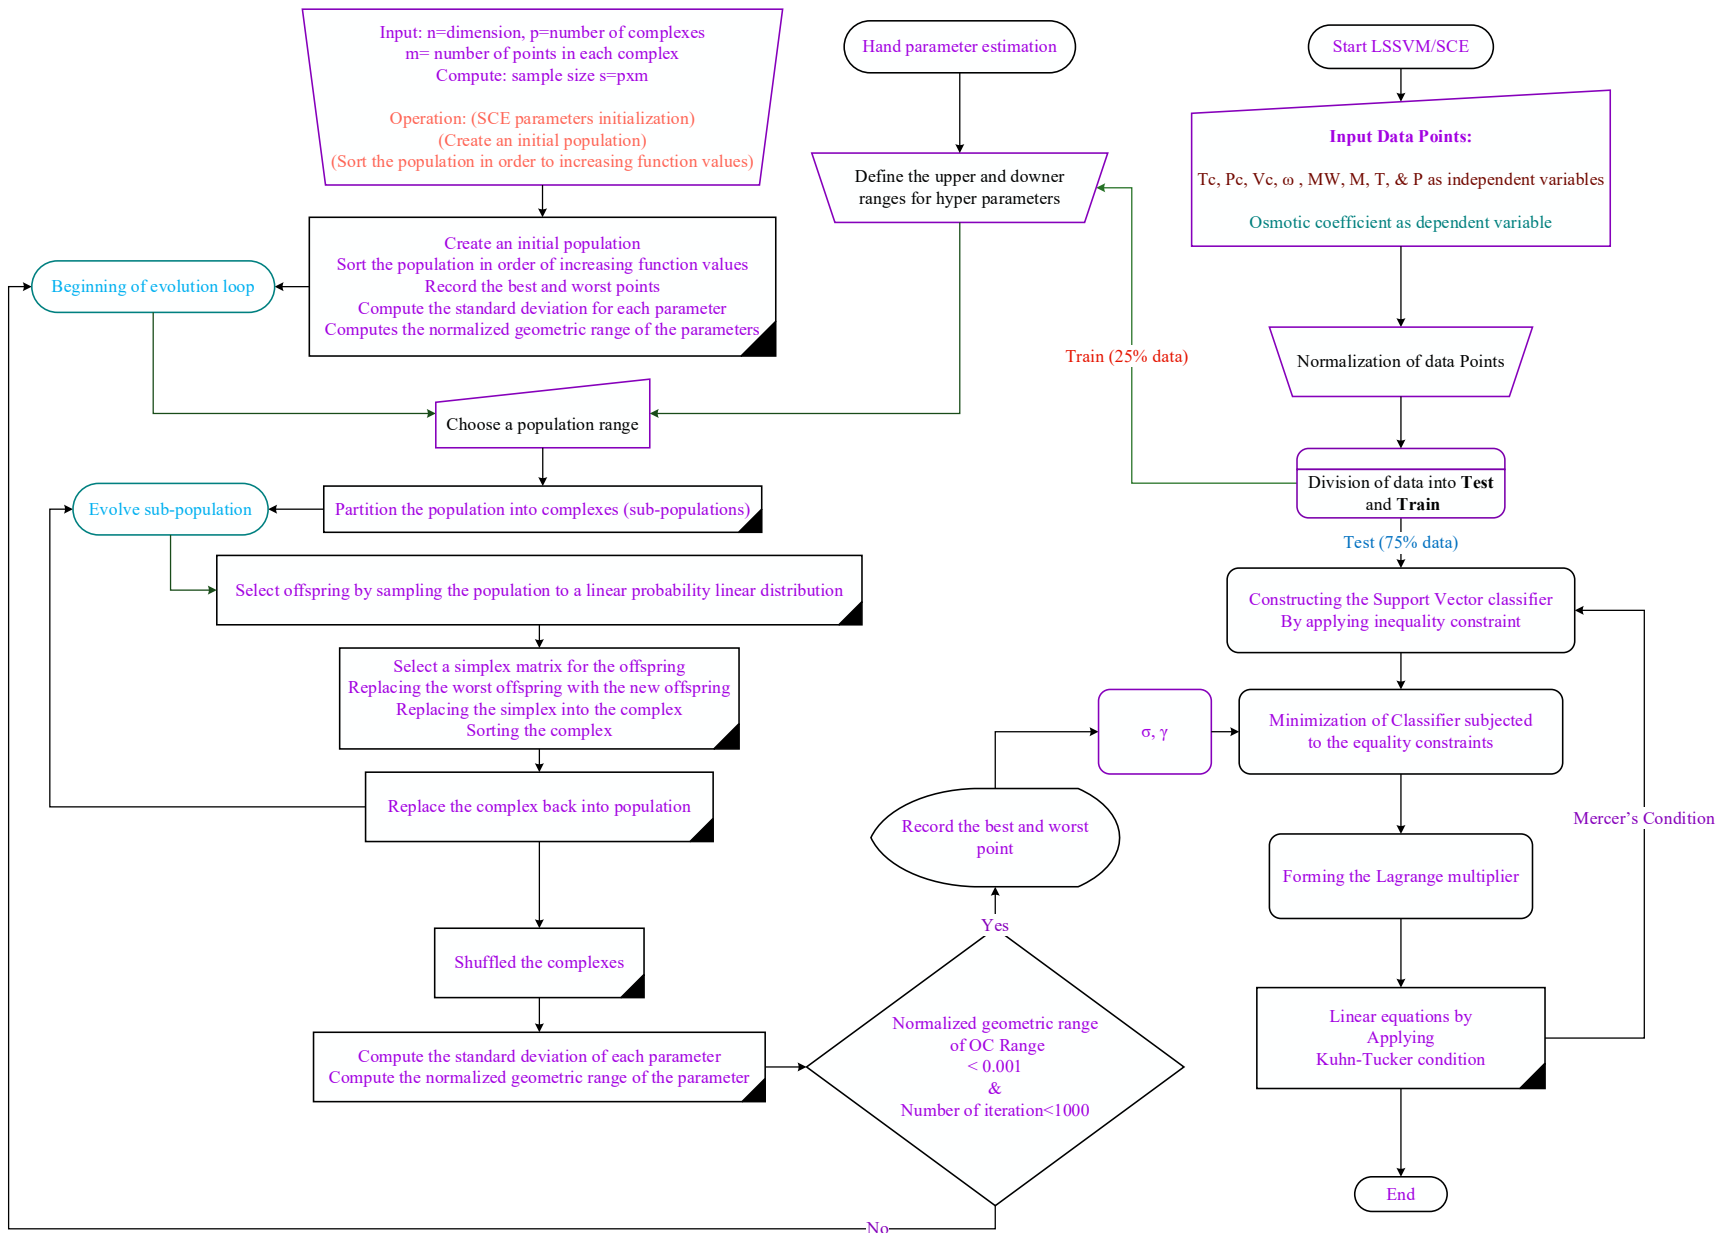 Input: n=dimension, p=number of complexes
m= number of points in each complex
Compute: sample size s=pxm
Operation: (SCE parameters initialization)
(Create an initial population)
(Sort the population in order to increasing function values)
Create an initial population
Sort the population in order of increasing function values
Record the best and worst points
Compute the standard deviation for each parameter
Computes the normalized geometric range of the parameters
Beginning of evolution loop
Choose a population range
Partition the population into complexes (sub-populations)
Evolve sub-population
Select offspring by sampling the population to a linear probability linear distribution
Select a simplex matrix for the offspring
Replacing the worst offspring with the new offspring
Replacing the simplex into the complex
Sorting the complex
Replace the complex back into population
Shuffled the complexes
Compute the standard deviation of each parameter
Compute the normalized geometric range of the parameter
Normalized geometric range
of OC Range
< 0.001
&
Number of iteration<1000
No
Yes
Record the best and worst
point
σ, γ
Hand parameter estimation
Define the upper and downer
ranges for hyper parameters
Train (25% data)
Start LSSVM/SCE
Input Data Points:
Tc, Pc, Vc, ω , MW, M, T, & P as independent variables
Osmotic coefficient as dependent variable
Normalization of data Points
Division of data into Test
and Train
Test (75% data)
Constructing the Support Vector classifier
By applying inequality constraint
Minimization of Classifier subjected
to the equality constraints
Forming the Lagrange multiplier
Mercer’s Condition
Linear equations by
Applying
Kuhn-Tucker condition
End